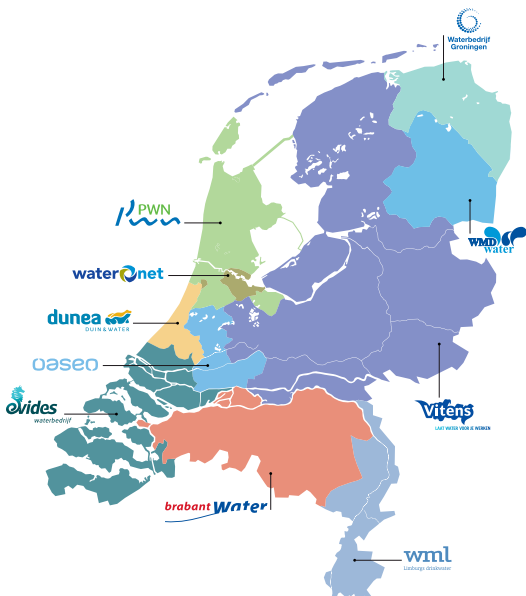 Waterbedrijf
Groningen
PWN
WMD
water
waternet
dunea
DUIN & WATER
oasen
evides
waterbedrijf
Vitens
LAAT WATER VOOR JE WERKEN
brabant Water
wml
Limburgs drinkwater